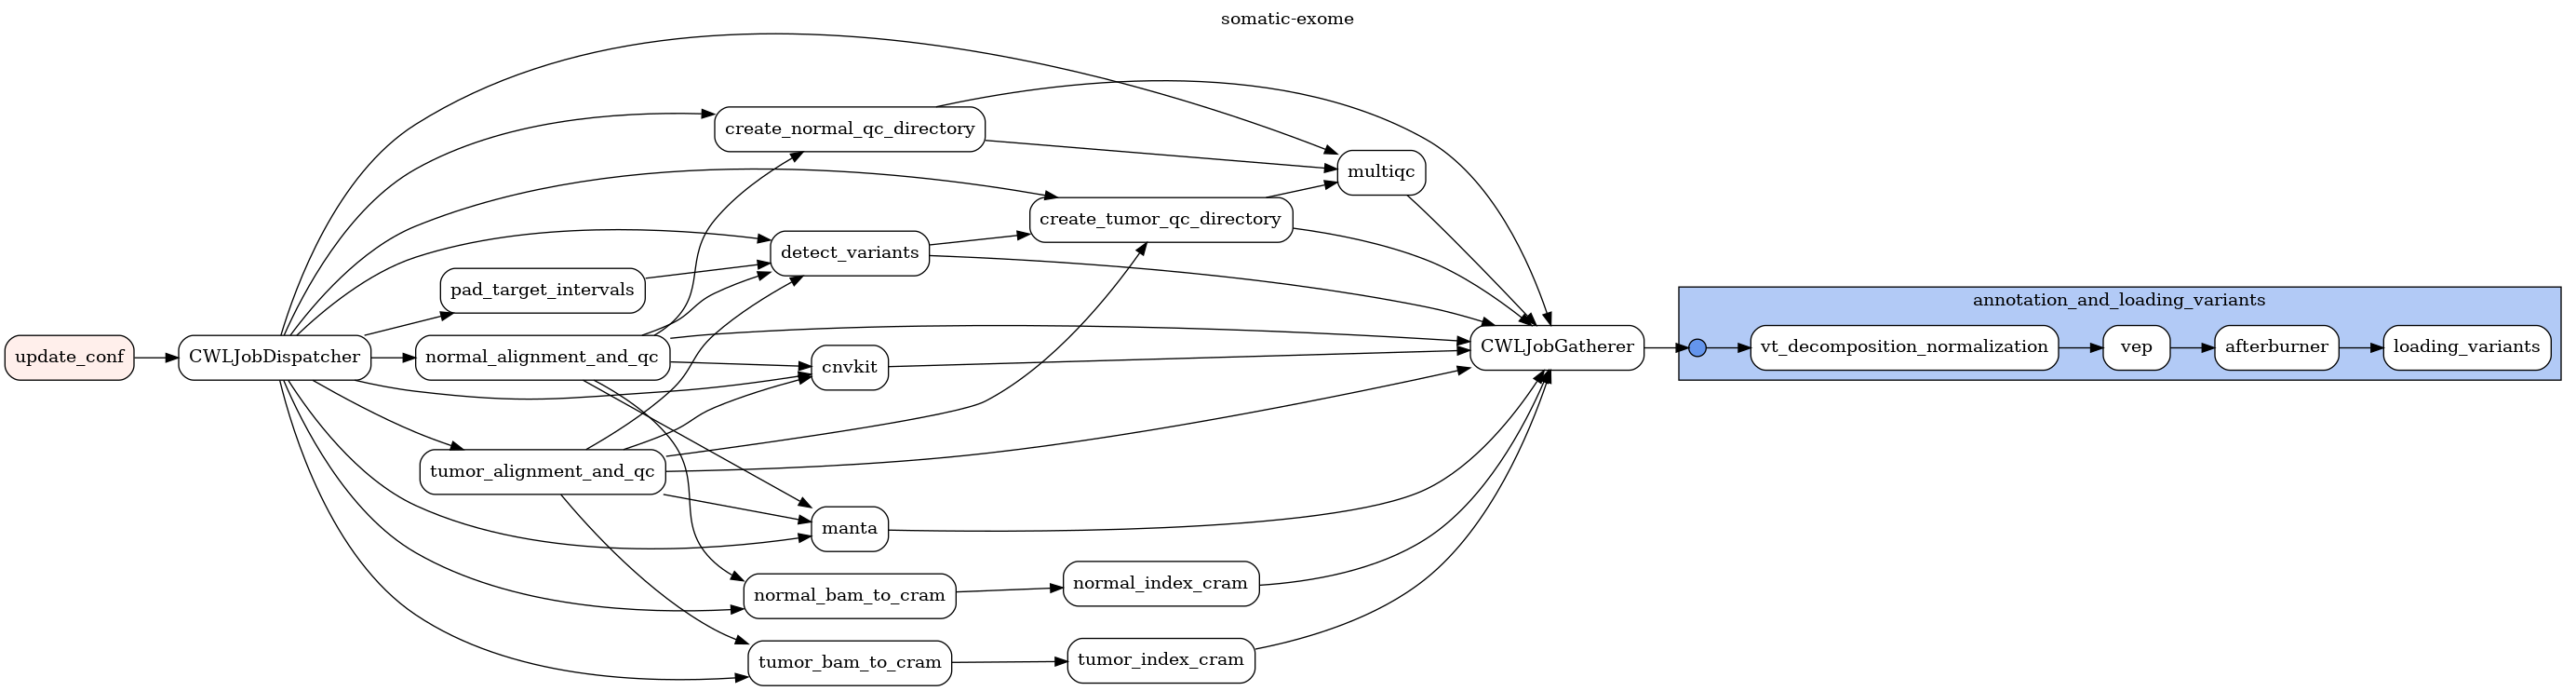 somatic-exome
create_normal_qc_directory
multiqc
create_tumor_qc_directory
detect_variants
pad_target_intervals
annotation_and_loading_variants
update_conf
CWLJobDispatcher
normal_alignment_and_qc
cnvkit
CWLJobGatherer
vt_decomposition_normalization
vep
afterburner
loading_variants
tumor_alignment_and_qc
manta
normal_bam_to_cram
normal_index_cram
tumor_bam_to_cram
tumor_index_cram